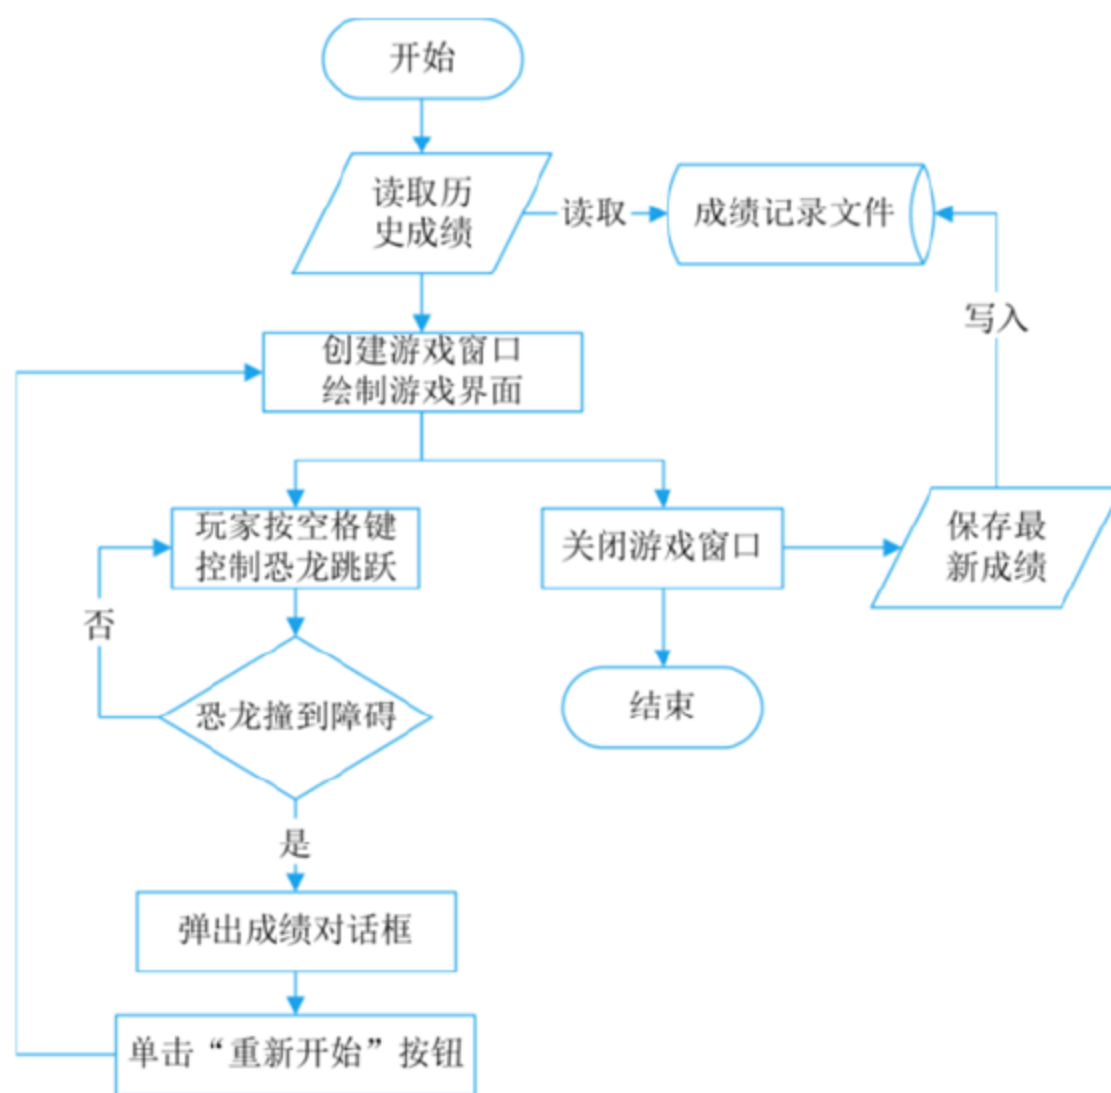 开始
读取历
史成绩
读取
成绩记录文件
写入
创建游戏窗口
绘制游戏界面
玩家按空格键
控制恐龙跳跃
关闭游戏窗口
保存最
新成绩
否
恐龙撞到障碍
结束
是
弹出成绩对话框
单击“重新开始”按钮